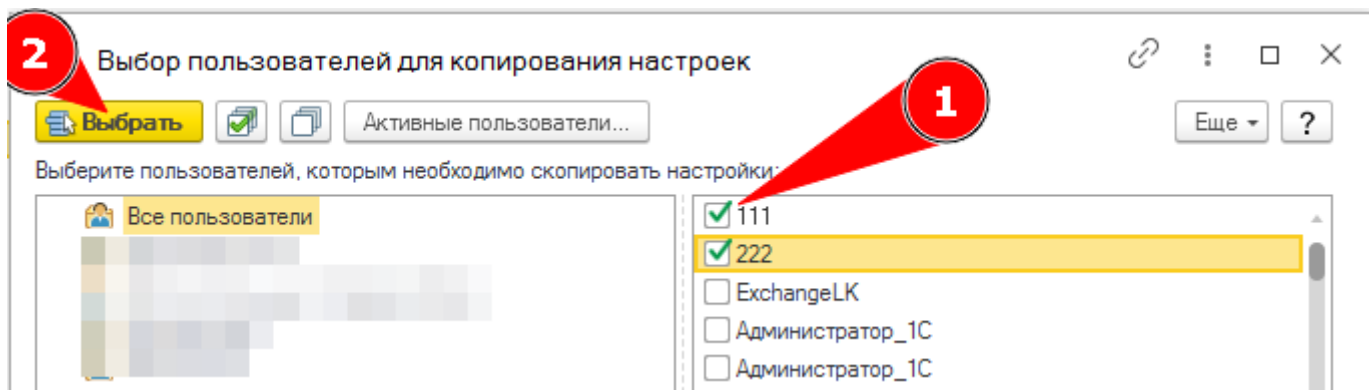 2
Выбор пользователей для копирования настроек
1
Выбрать Активные пользователи... Еще ?
Выберите пользователей, которым необходимо скопировать настройки:
Все пользователи
111
222
ExchangeLK
Администратор_1С
Администратор_1С